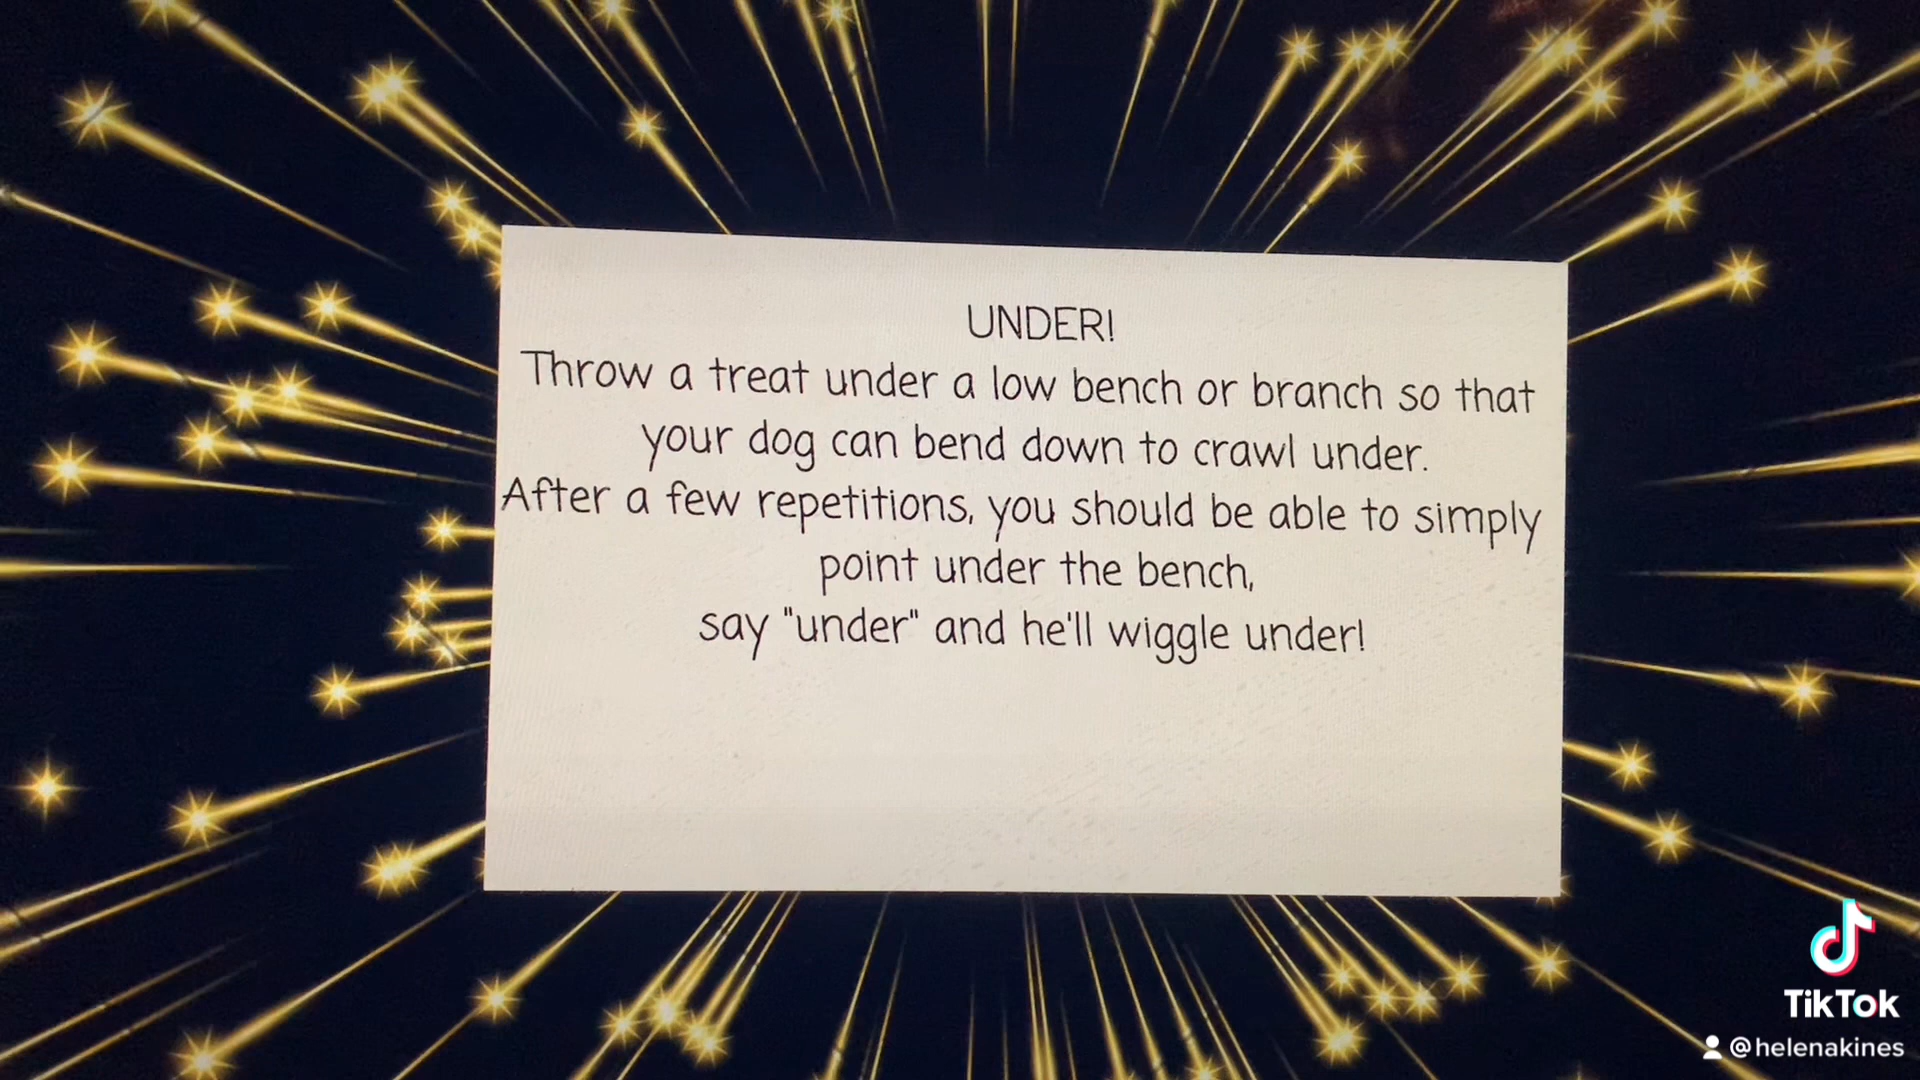 UNDER!
Throw a treat under a low bench or branch so that
your dog can bend down to crawl under.
After a few repetitions, you should be able to simply
point under the bench,
say "under" and he'll wiggle under!
TikTok
@helenakines